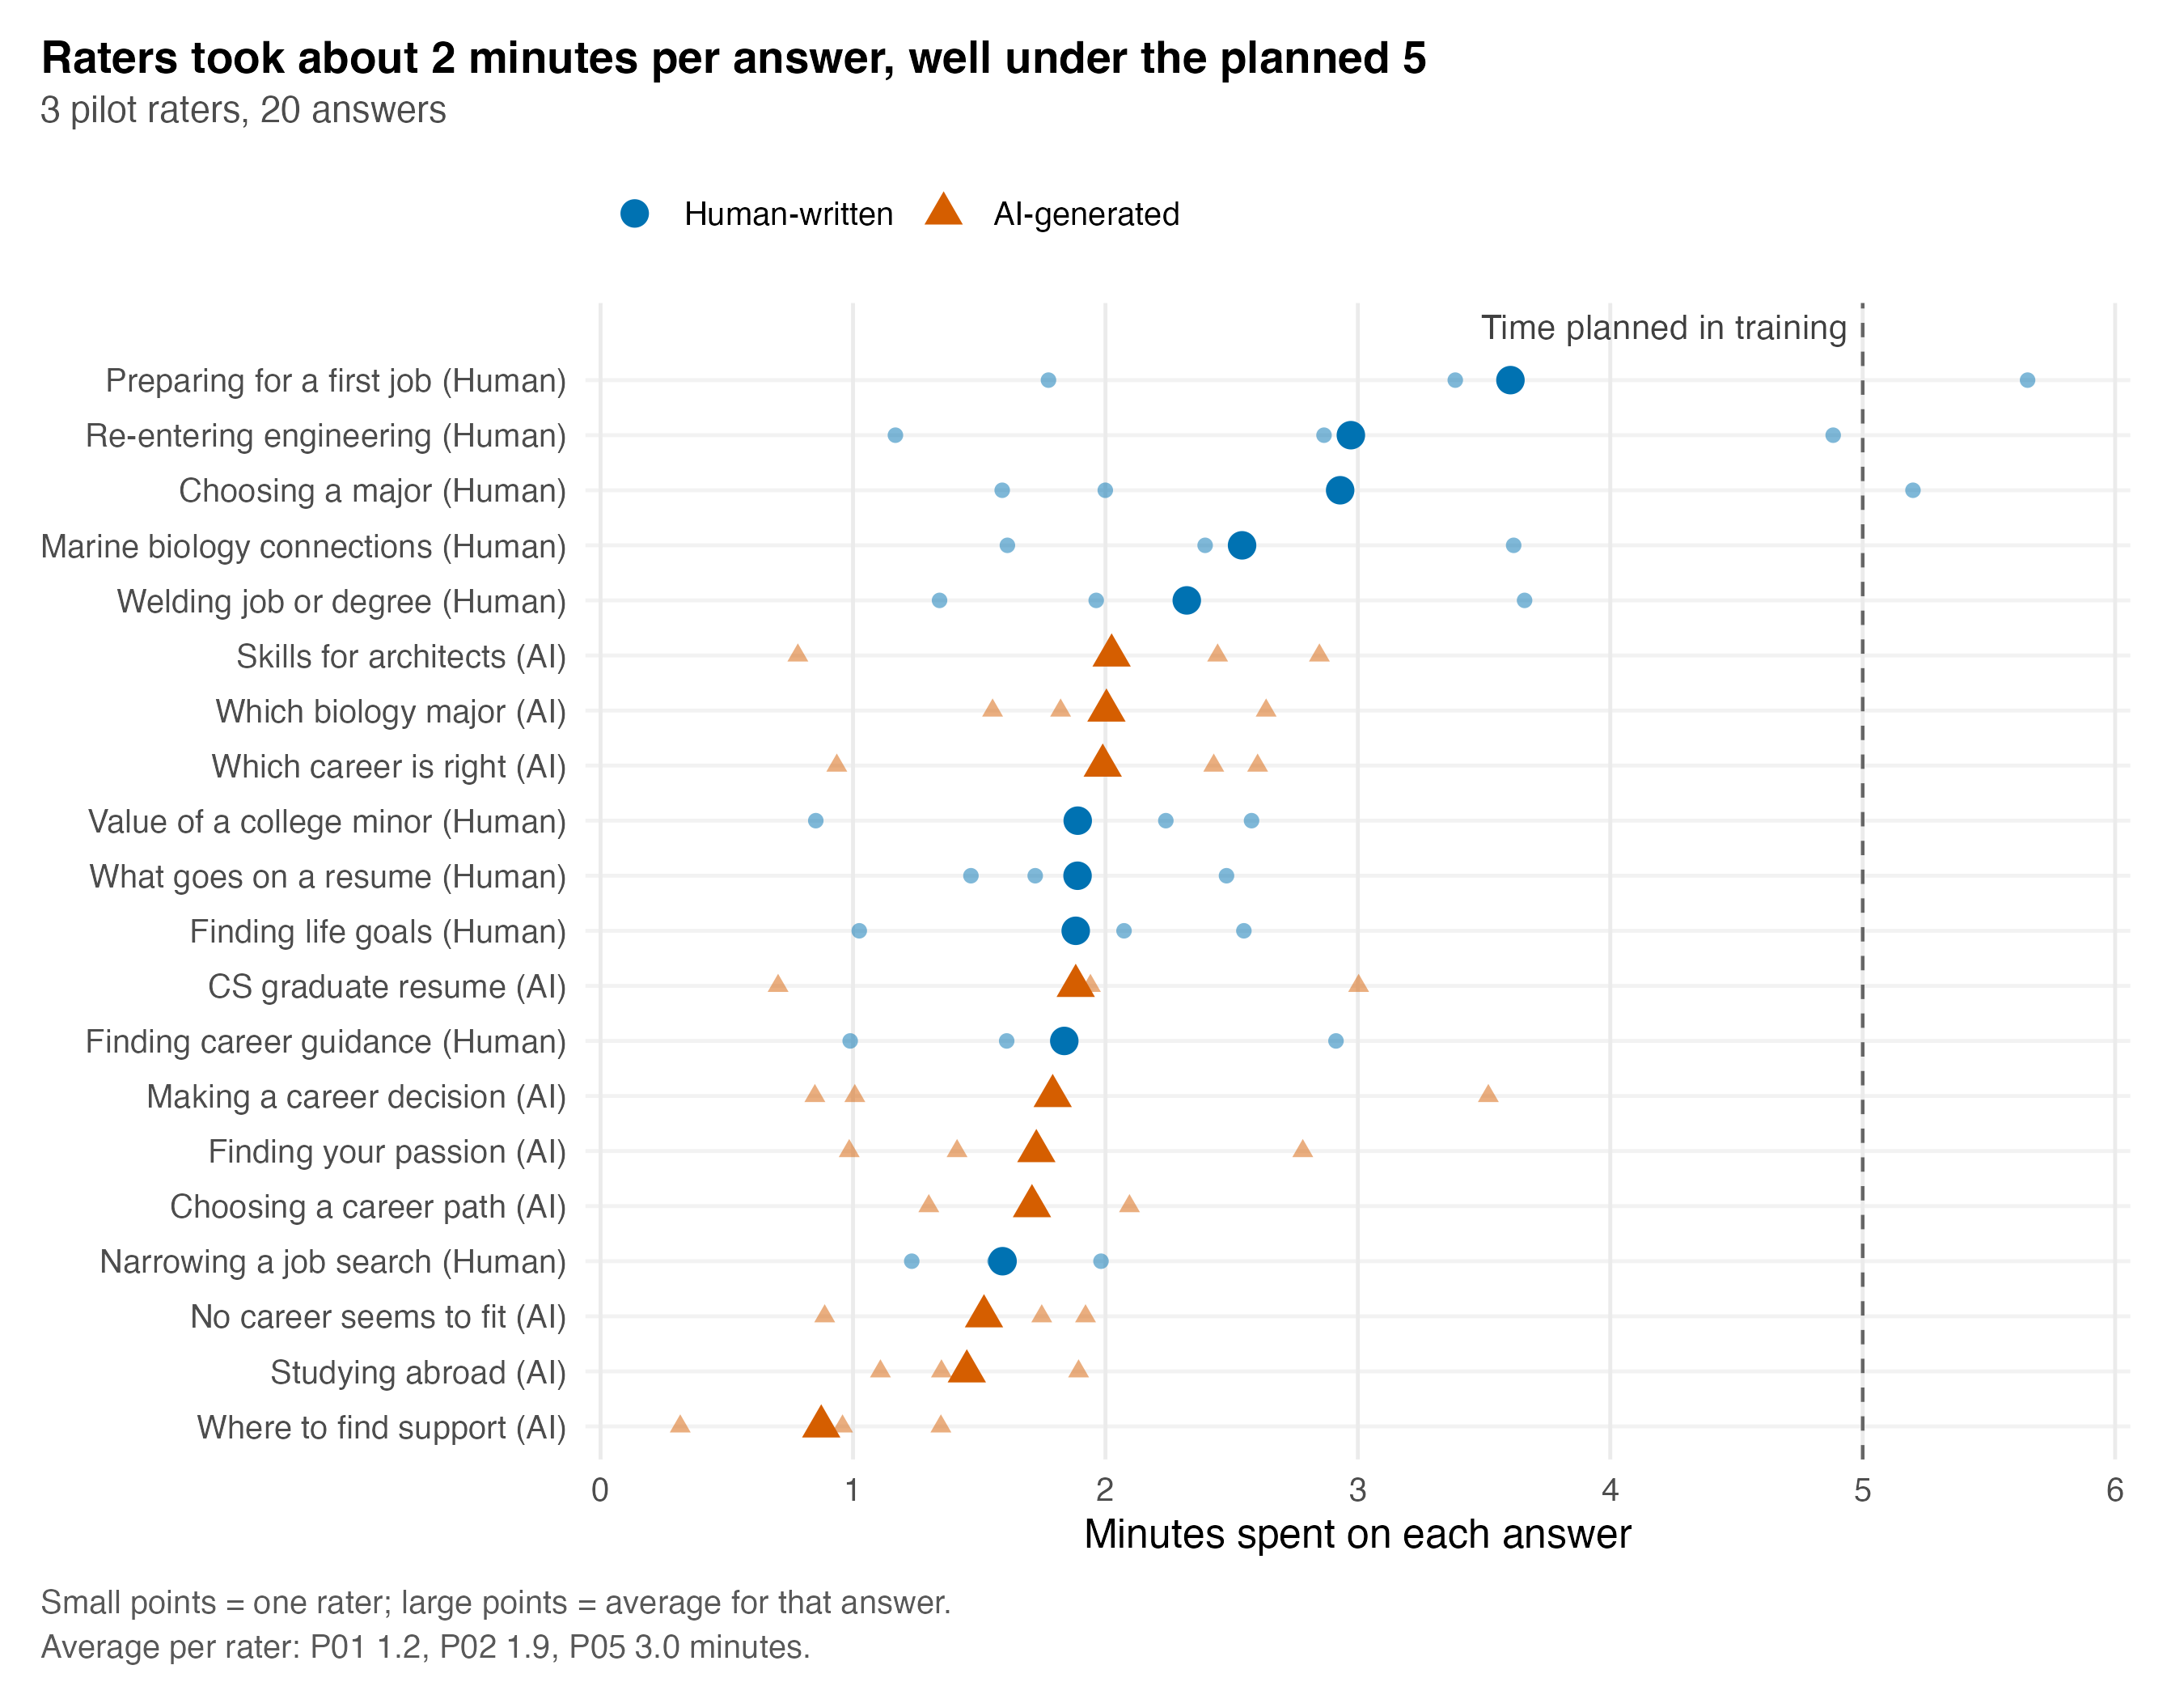 Raters took about 2 minutes per answer, well under the planned 5
3 pilot raters, 20 answers
Human-written
AI-generated
Time planned in training
Preparing for a first job (Human)
Re-entering engineering (Human)
Choosing a major (Human)
Marine biology connections (Human)
Welding job or degree (Human)
Skills for architects (AI)
Which biology major (AI)
Which career is right (AI)
Value of a college minor (Human)
What goes on a resume (Human)
Finding life goals (Human)
CS graduate resume (AI)
Finding career guidance (Human)
Making a career decision (AI)
Finding your passion (AI)
Choosing a career path (AI)
Narrowing a job search (Human)
No career seems to fit (AI)
Studying abroad (AI)
Where to find support (AI)
0 1 2 3 4 5 6
Minutes spent on each answer
Small points = one rater; large points = average for that answer.
Average per rater: P01 1.2, P02 1.9, P05 3.0 minutes.